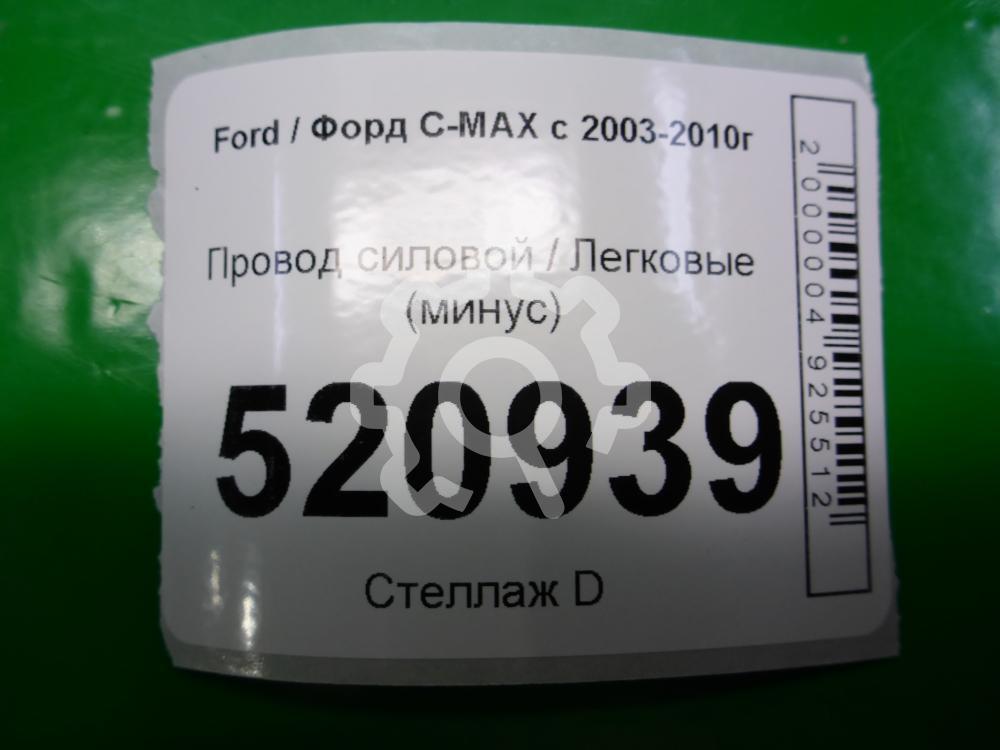 Ford / Форд C-MAX с 2003-2010г
Провод силовой / Легковые
(минус)
520939
Стеллаж D
2000004925512